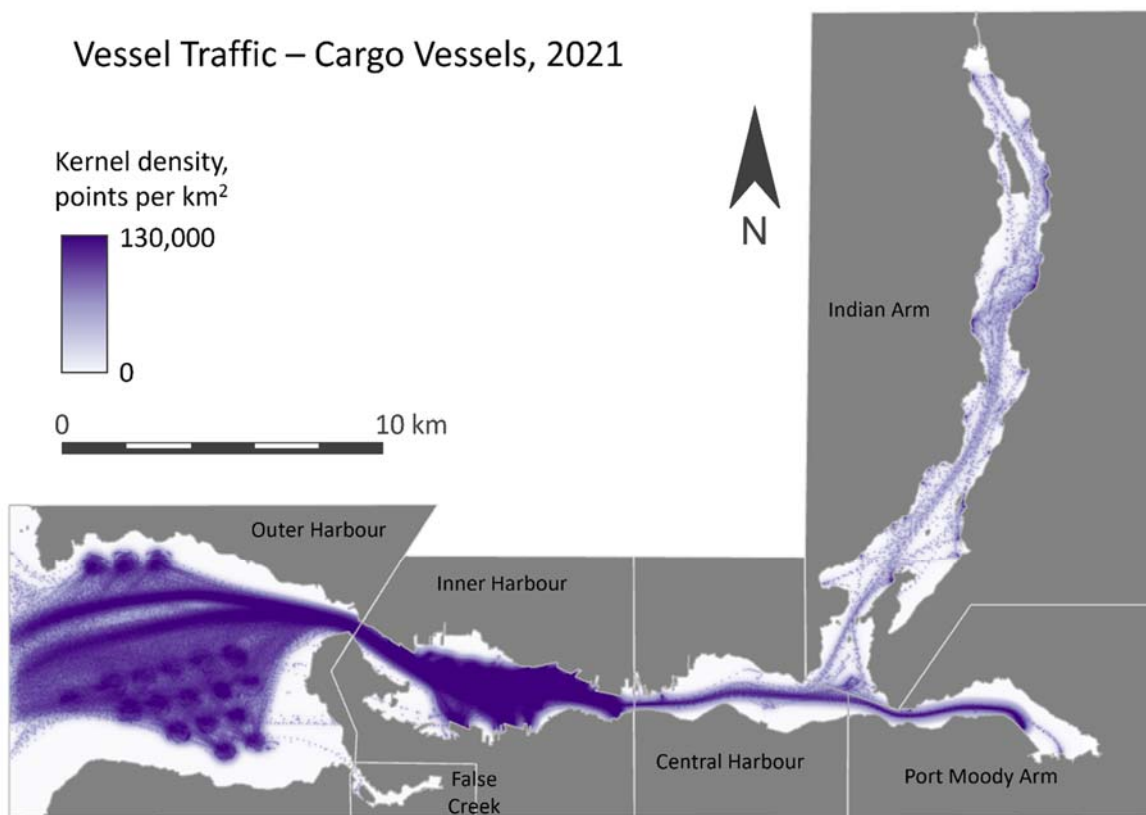 Vessel Traffic – Cargo Vessels, 2021
Kernel density,
points per km²
130,000
0
N
0
10 km
Indian Arm
Outer Harbour
Inner Harbour
Central Harbour
False
Creek
Port Moody Arm